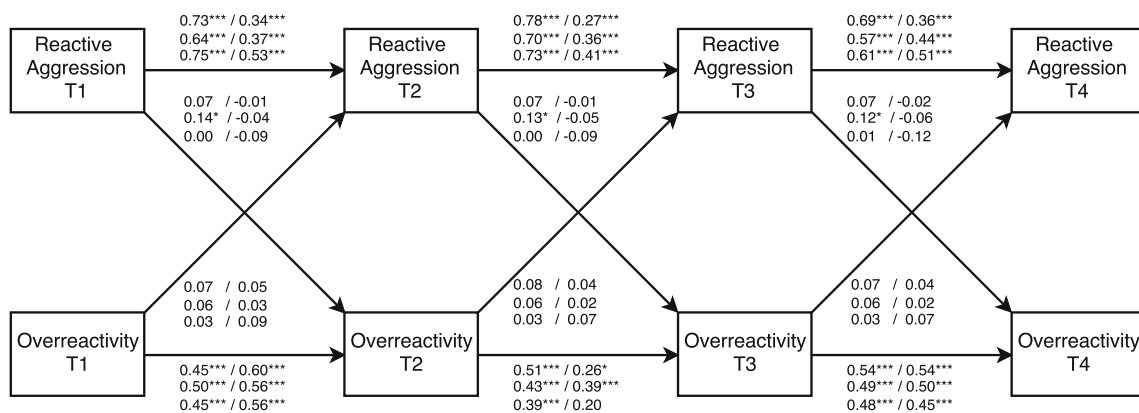 0.73*** / 0.34***
0.64*** / 0.37***
0.75*** / 0.53***
0.78*** / 0.27***
0.70*** / 0.36***
0.73*** / 0.41***
0.69*** / 0.36***
0.57*** / 0.44***
0.61*** / 0.51***
Reactive
Aggression
T1
Reactive
Aggression
T2
Reactive
Aggression
T3
Reactive
Aggression
T4
0.07 / -0.01
0.14* / -0.04
0.00 / -0.09
0.07 / -0.01
0.13* / -0.05
0.00 / -0.09
0.07 / -0.02
0.12* / -0.06
0.01 / -0.12
0.07 / 0.05
0.06 / 0.03
0.03 / 0.09
0.08 / 0.04
0.06 / 0.02
0.03 / 0.07
0.07 / 0.04
0.06 / 0.02
0.03 / 0.07
Overreactivity
T1
Overreactivity
T2
Overreactivity
T3
Overreactivity
T4
0.45*** / 0.60***
0.50*** / 0.56***
0.45*** / 0.56***
0.51*** / 0.26*
0.43*** / 0.39***
0.39*** / 0.20
0.54*** / 0.54***
0.49*** / 0.50***
0.48*** / 0.45***